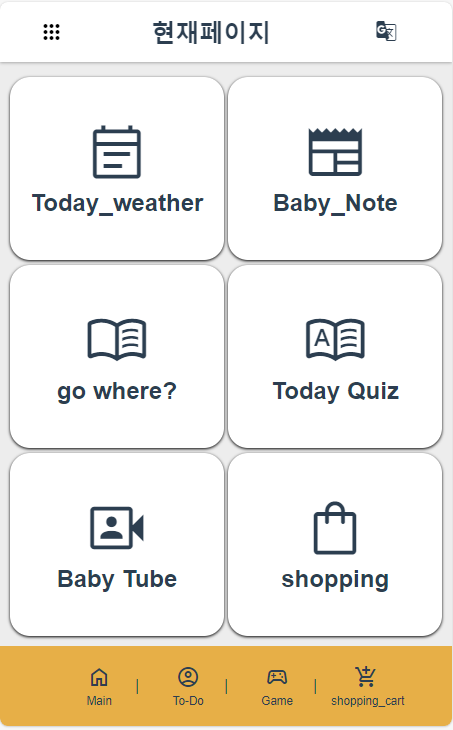 현재페이지
Today_weather
Baby_Note
go where?
Today Quiz
Baby Tube
shopping
Main | To-Do | Game | shopping_cart